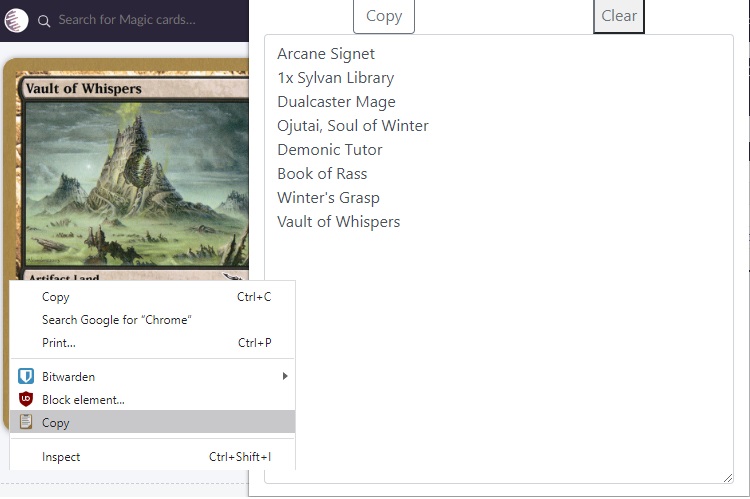 Search for Magic cards...
Vault of Whispers
Artifact Land
Copy Ctrl+C
Search Google for “Chrome”
Print... Ctrl+P
Bitwarden
Block element...
Copy
Inspect Ctrl+Shift+I
Copy
Clear
Arcane Signet
1x Sylvan Library
Dualcaster Mage
Ojutai, Soul of Winter
Demonic Tutor
Book of Rass
Winter's Grasp
Vault of Whispers